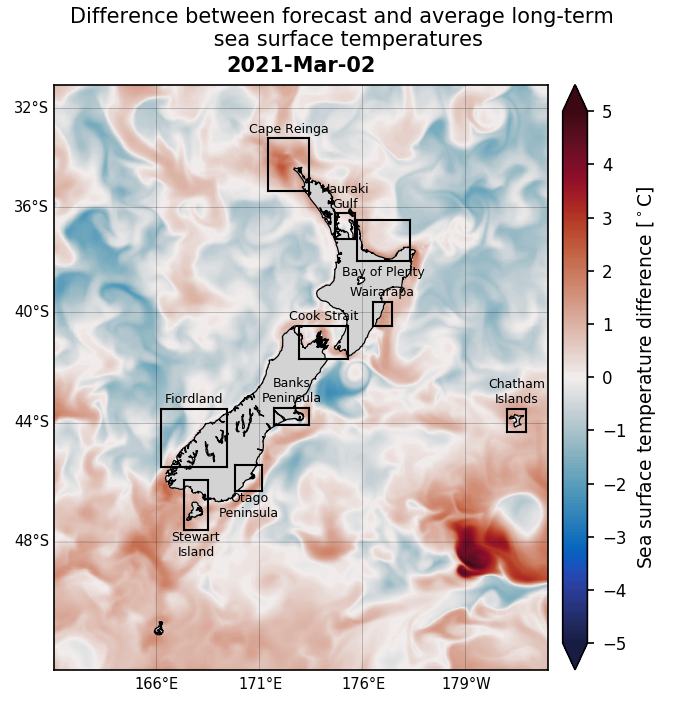 Difference between forecast and average long-term
sea surface temperatures
2021-Mar-02
32°S
36°S
40°S
44°S
48°S
166°E
171°E
176°E
179°W
Cape Reinga
Hauraki
Gulf
Bay of Plenty
Wairarapa
Cook Strait
Banks
Peninsula
Fiordland
Chatham
Islands
Otago
Peninsula
Stewart
Island
5
4
3
2
1
0
−1
−2
−3
−4
−5
Sea surface temperature difference [°C]